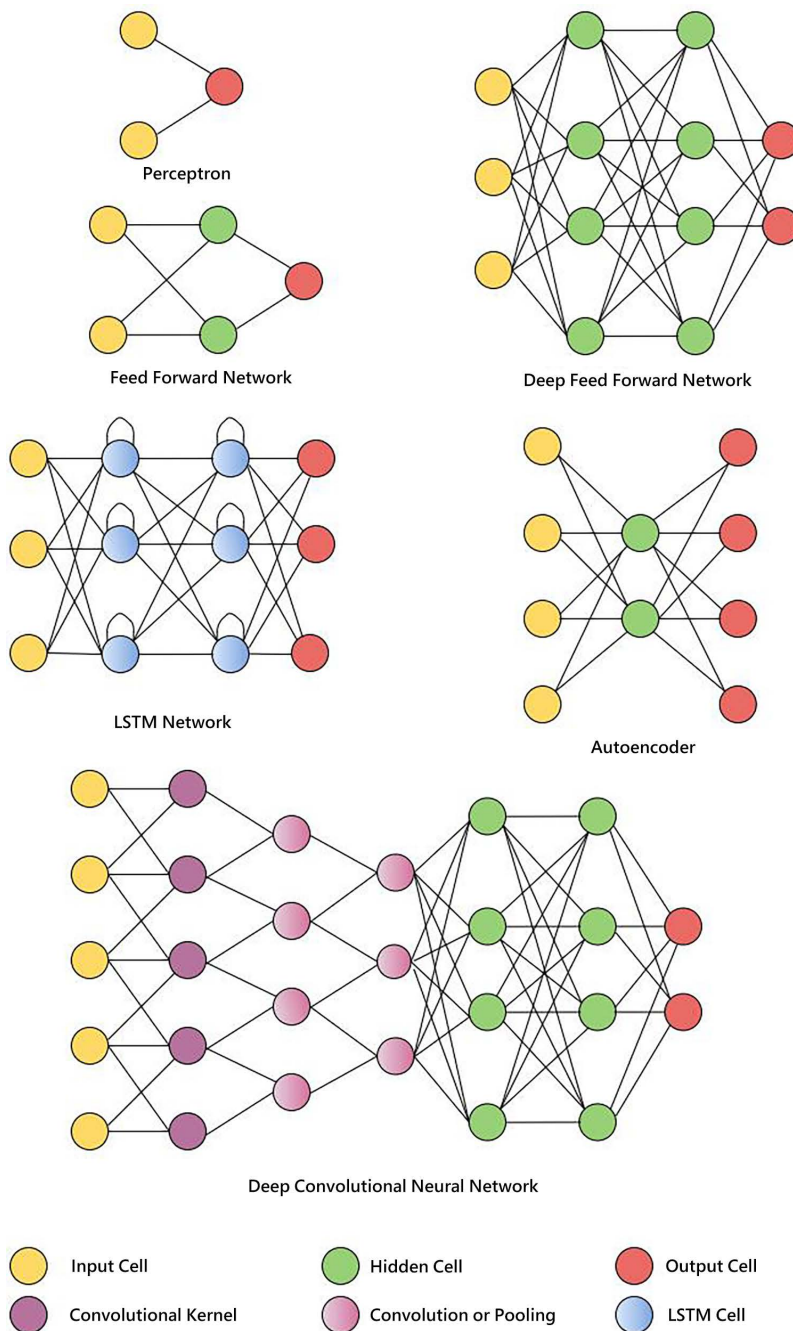 Perceptron
Feed Forward Network
Deep Feed Forward Network
LSTM Network
Autoencoder
Deep Convolutional Neural Network
Input Cell
Hidden Cell
Output Cell
Convolutional Kernel
Convolution or Pooling
LSTM Cell